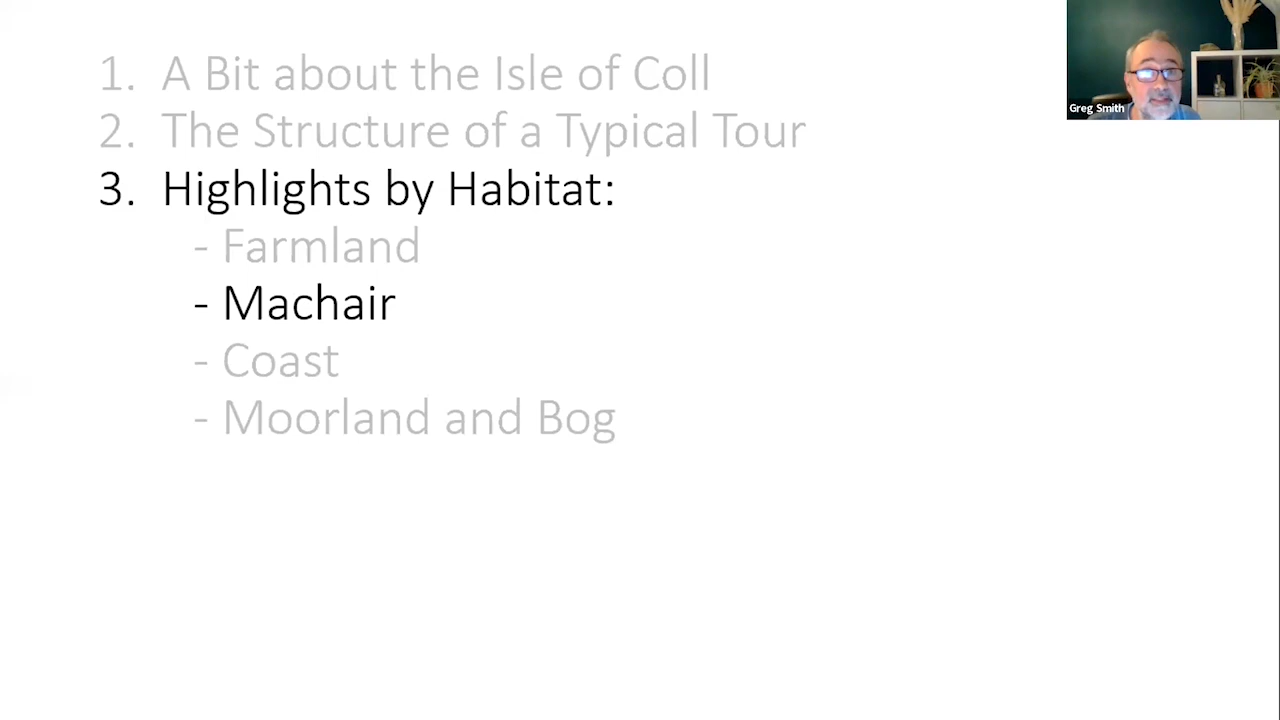 1. A Bit about the Isle of Coll
2. The Structure of a Typical Tour
3. Highlights by Habitat:
- Farmland
- Machair
- Coast
- Moorland and Bog
Greg Smith